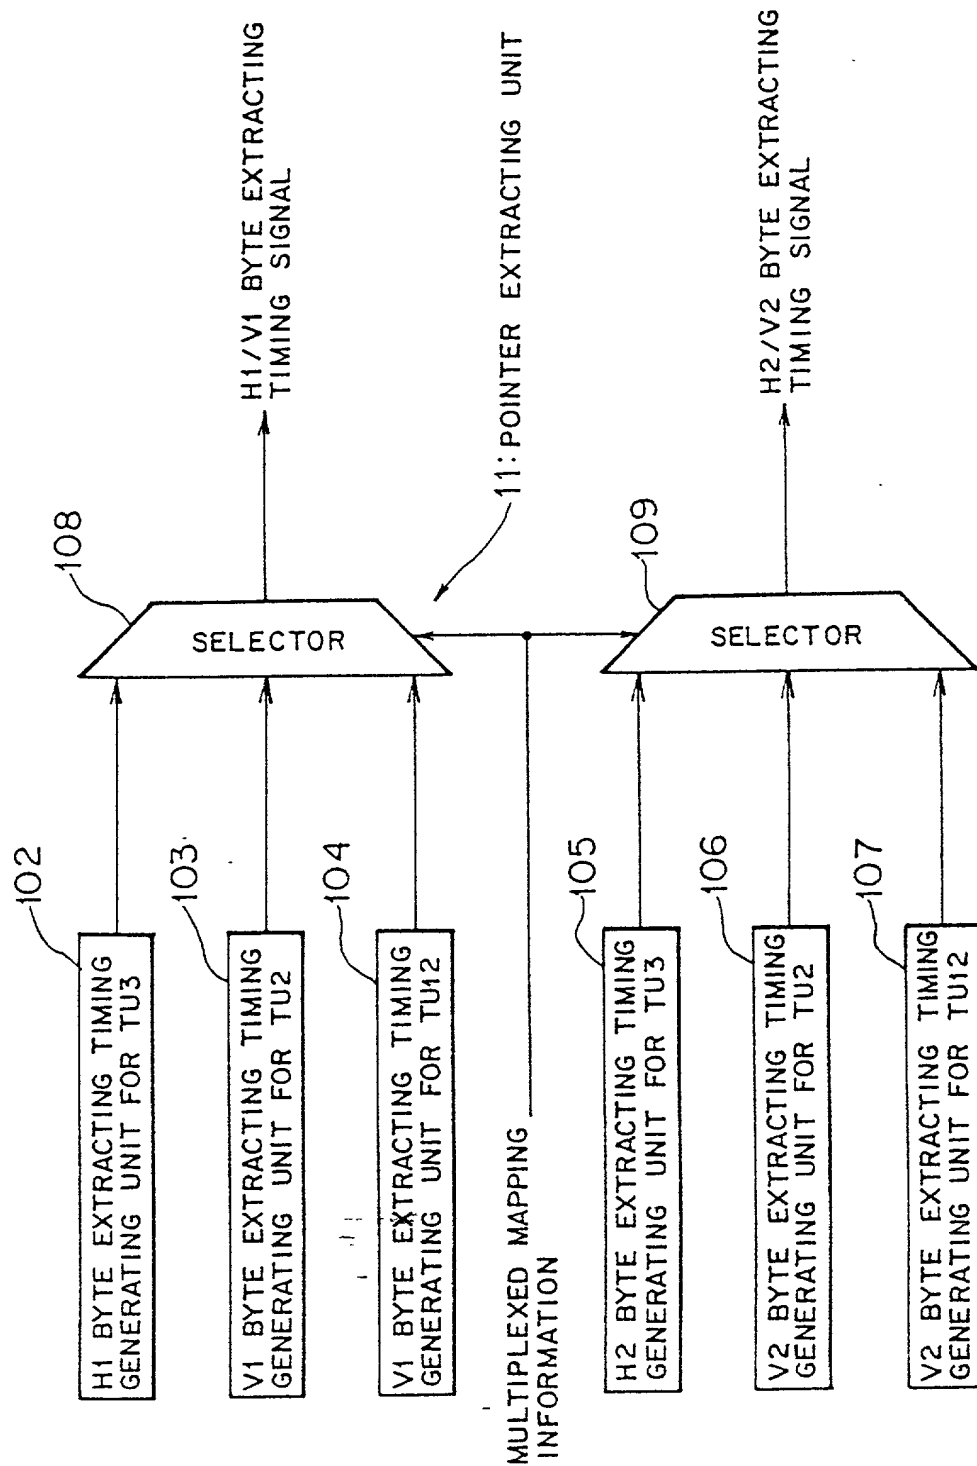 102
H1 BYTE EXTRACTING TIMING
GENERATING UNIT FOR TU3
103
V1 BYTE EXTRACTING TIMING
GENERATING UNIT FOR TU2
104
V1 BYTE EXTRACTING TIMING
GENERATING UNIT FOR TU12
108
SELECTOR
H1/V1 BYTE EXTRACTING
TIMING SIGNAL
11:POINTER EXTRACTING UNIT
MULTIPLEXED MAPPING
INFORMATION
105
H2 BYTE EXTRACTING TIMING
GENERATING UNIT FOR TU3
106
V2 BYTE EXTRACTING TIMING
GENERATING UNIT FOR TU2
107
V2 BYTE EXTRACTING TIMING
GENERATING UNIT FOR TU12
109
SELECTOR
H2/V2 BYTE EXTRACTING
TIMING SIGNAL